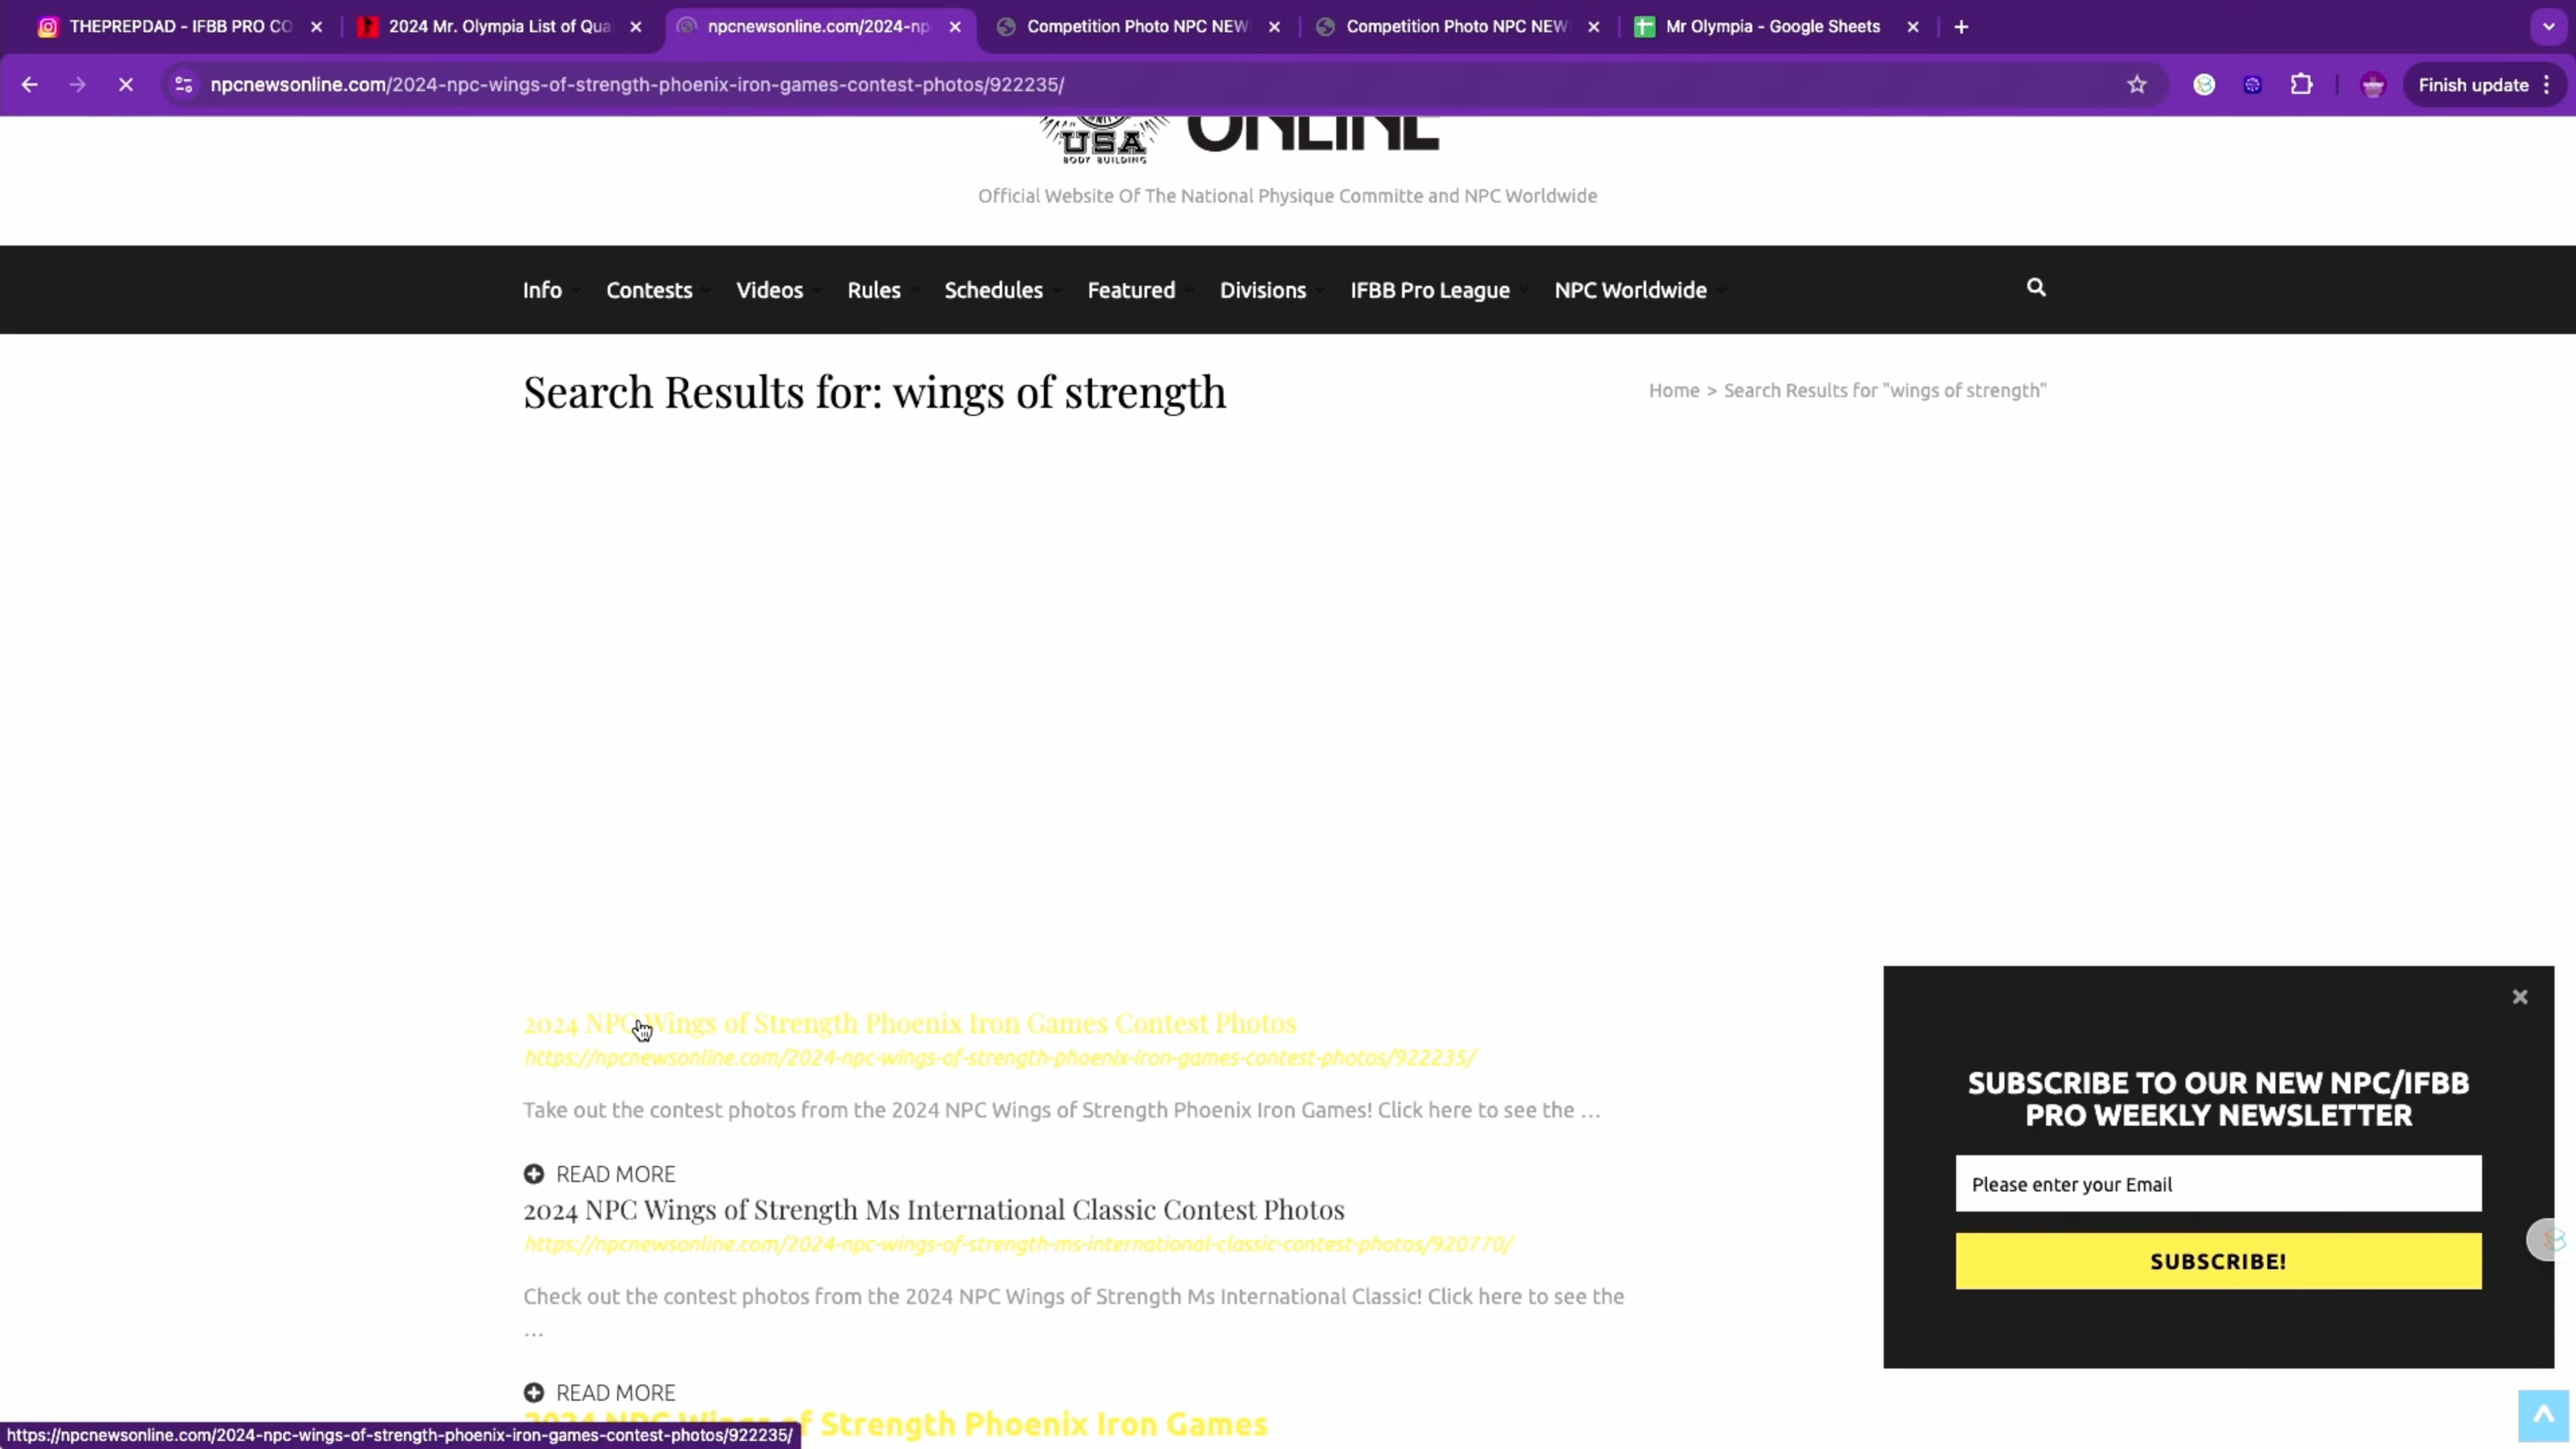 THEPREPDAD - IFBB PRO CO
2024 Mr. Olympia List of Qua
npcnewsonline.com/2024-np
Competition Photo NPC NEW
Competition Photo NPC NEW
Mr Olympia - Google Sheets
npcnewsonline.com/2024-npc-wings-of-strength-phoenix-iron-games-contest-photos/922235/
Finish update
USA
BODY BUILDING
ONLINE
Official Website Of The National Physique Committe and NPC Worldwide
Info Contests Videos Rules Schedules Featured Divisions IFBB Pro League NPC Worldwide
Search Results for: wings of strength
Home > Search Results for "wings of strength"
2024 NPC Wings of Strength Phoenix Iron Games Contest Photos
https://npcnewsonline.com/2024-npc-wings-of-strength-phoenix-iron-games-contest-photos/922235/
Take out the contest photos from the 2024 NPC Wings of Strength Phoenix Iron Games! Click here to see the ...
READ MORE
2024 NPC Wings of Strength Ms International Classic Contest Photos
https://npcnewsonline.com/2024-npc-wings-of-strength-ms-international-classic-contest-photos/920770/
Check out the contest photos from the 2024 NPC Wings of Strength Ms International Classic! Click here to see the
...
READ MORE
2024 NPC Wings of Strength Phoenix Iron Games
https://npcnewsonline.com/2024-npc-wings-of-strength-phoenix-iron-games-contest-photos/922235/
SUBSCRIBE TO OUR NEW NPC/IFBB
PRO WEEKLY NEWSLETTER
Please enter your Email
SUBSCRIBE!